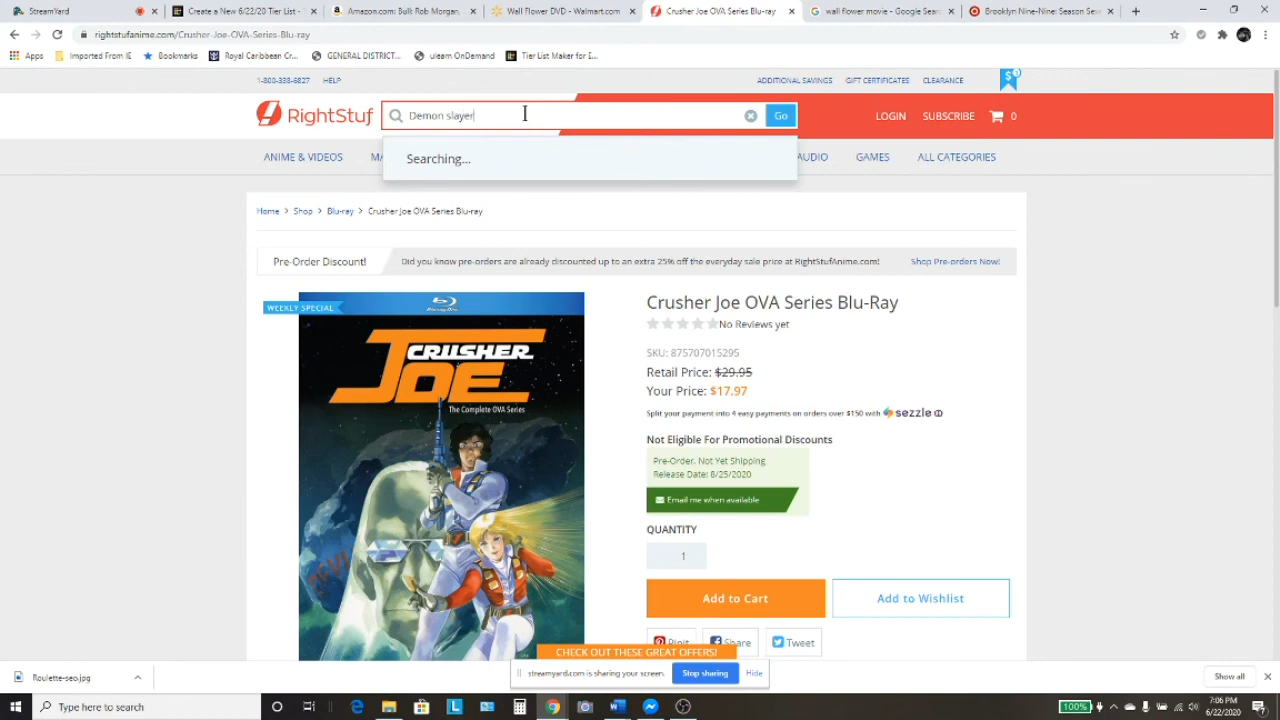 StreamYard
Create a New 6/22/20 Tier List -
Amazon.com: Bulk Rob Morgan,
Wall Flower DVD - Walmart.com
Crusher Joe OVA Series Blu-Ray
wall flower movie - Google Searc
Brooklyn Nine-Nine: Season Seve
rightstufanime.com/Crusher-Joe-OVA-Series-Blu-ray
Apps
Imported From IE
Bookmarks
Royal Caribbean Cr...
GENERAL DISTRICT...
ulearn OnDemand
Tier List Maker for I...
1-800-338-6827
HELP
ADDITIONAL SAVINGS
GIFT CERTIFICATES
CLEARANCE
RightStuf
Demon slayer
Go
LOGIN
SUBSCRIBE
0
Searching...
ANIME & VIDEOS
MA
AUDIO
GAMES
ALL CATEGORIES
Home > Shop > Blu-ray > Crusher Joe OVA Series Blu-ray
Pre-Order Discount!
Did you know pre-orders are already discounted up to an extra 25% off the everyday sale price at RightStufAnime.com!
Shop Pre-orders Now!
WEEKLY SPECIAL
Blu-ray Disc
CRUSHER
JOE
The Complete OVA Series
Crusher Joe OVA Series Blu-Ray
No Reviews yet
SKU: 875707015295
Retail Price: $29.95
Your Price: $17.97
Split your payment into 4 easy payments on orders over $150 with sezzle
Not Eligible For Promotional Discounts
Pre-Order. Not Yet Shipping
Release Date: 8/25/2020
Email me when available
QUANTITY
1
Add to Cart
Add to Wishlist
Pin it
Share
Tweet
CHECK OUT THESE GREAT OFFERS!
streamyard.com is sharing your screen.
Stop sharing
Hide
Roulette-seo.jpg
Show all
Type here to search
100%
7:06 PM
6/22/2020